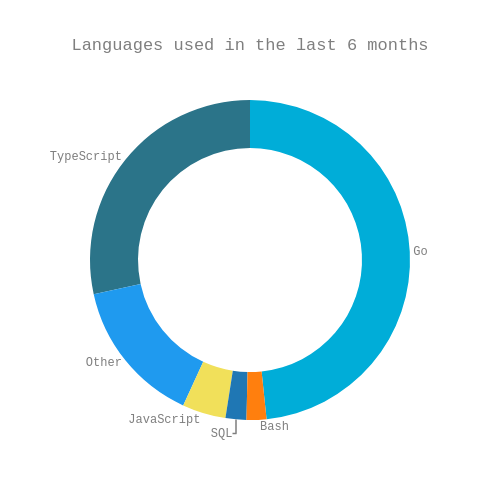 Languages used in the last 6 months
TypeScript
Go
Other
JavaScript
Bash
SQL